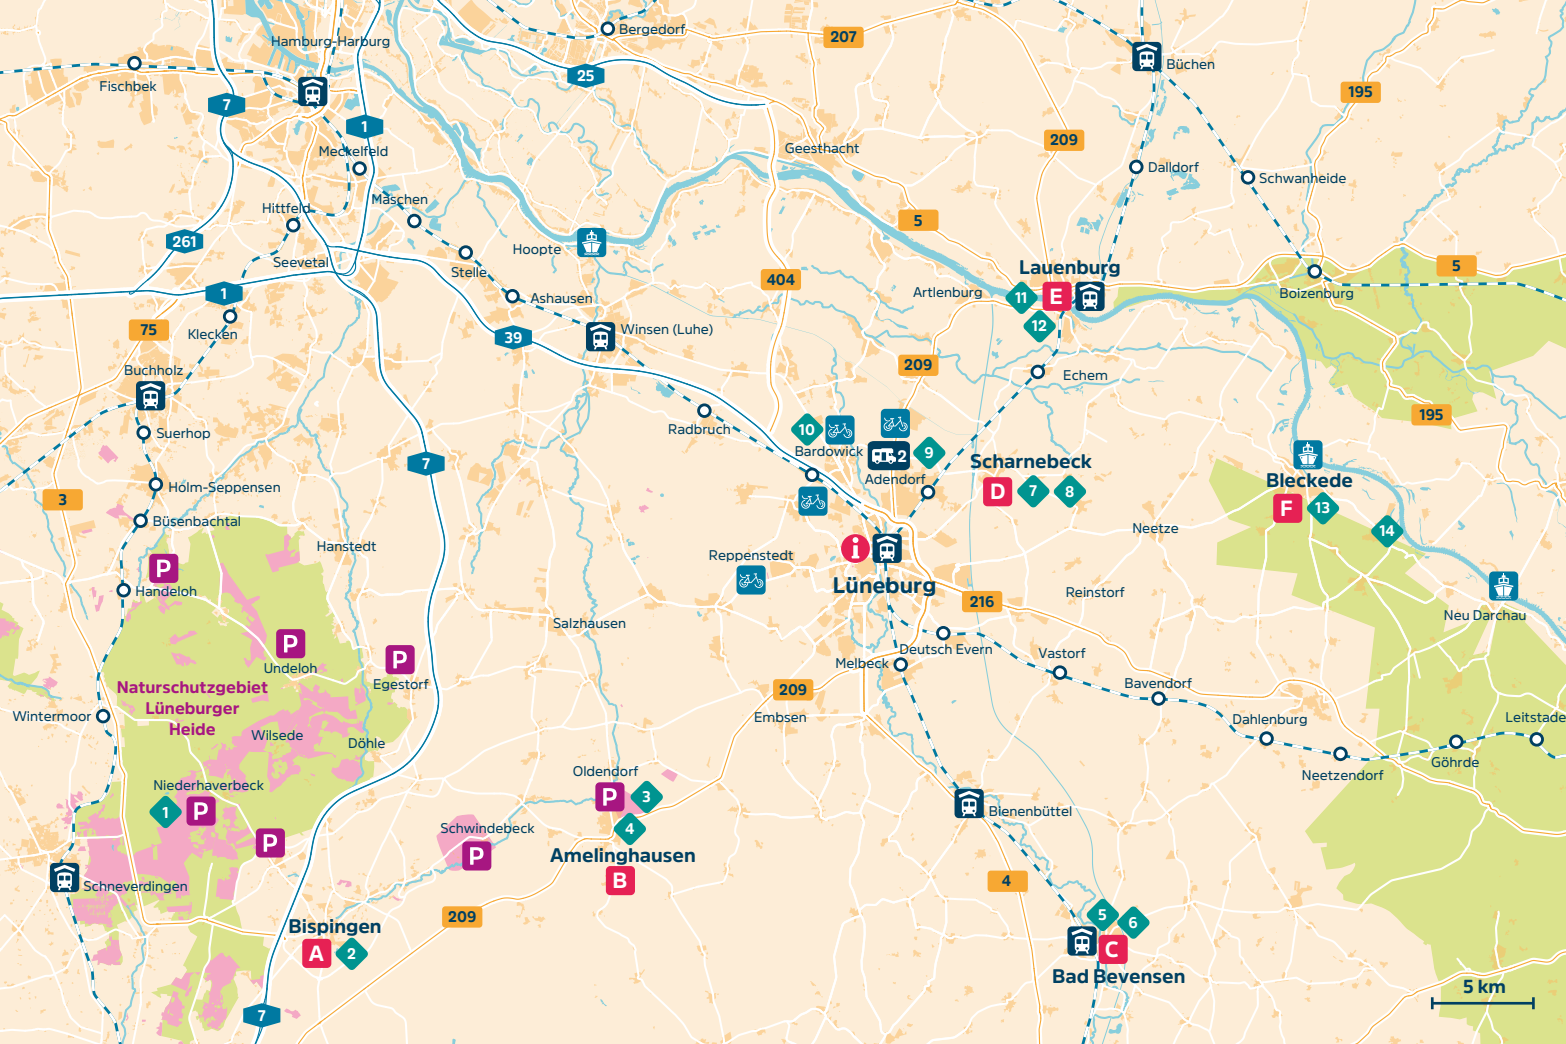 Bergedorf
207
Hamburg-Harburg
Büchen
Fischbek
25
195
7
1
209
Meckelfeld
Geesthacht
Dalldorf
Schwanheide
Hittfeld
Maschen
5
261
Hoopte
Seevetal
Stelle
Lauenburg
5
404
1
Ashausen
Artlenburg
11
E
Boizenburg
12
75
Klecken
39
Winsen (Luhe)
209
Buchholz
Echem
Suerhop
Radbruch
10
195
Bardowick
2
9
7
Scharnebeck
Adendorf
Bleckede
Holm-Seppensen
3
D
7
8
F
13
Büsenbachtal
Neetze
14
Hanstedt
Reppenstedt
i
P
Handeloh
Lüneburg
216
Reinstorf
Neu Darchau
Salzhausen
P
Undeloh
P
Egestorf
Deutsch Evern
Melbeck
Vastorf
Bavendorf
Naturschutzgebiet
Lüneburger
Heide
209
Embsen
Wintermoor
Wilsede
Döhle
Dahlenburg
Leitstade
Göhrde
Neetzendorf
Oldendorf
Niederhaverbeck
1
P
P
3
Bienenbüttel
Schwindebeck
4
P
P
Amelinghausen
B
Schneverdingen
4
209
Bispingen
A
2
5
6
C
Bad Bevensen
5 km
7